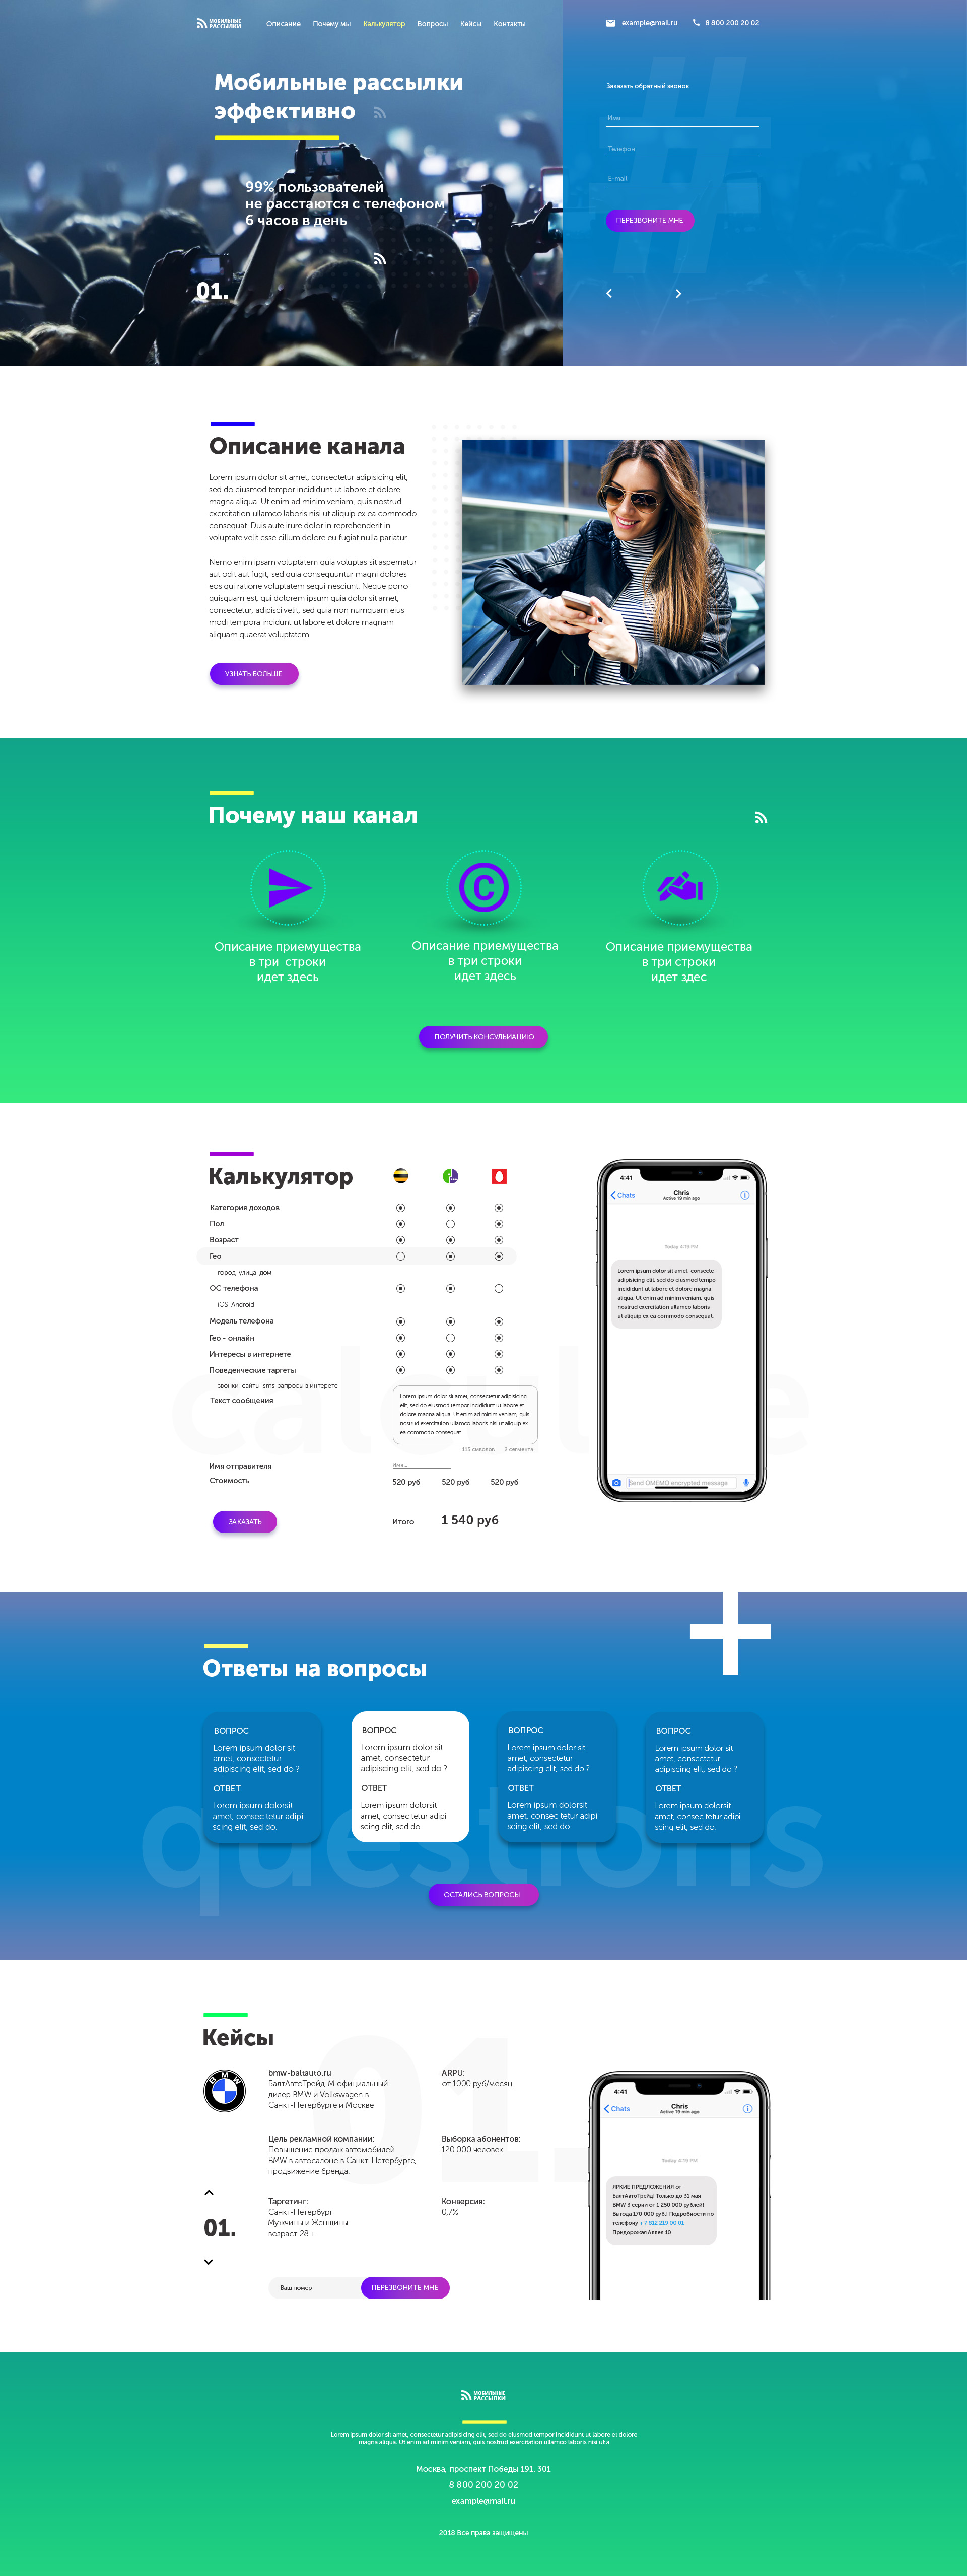 МОБИЛЬНЫЕ
РАССЫЛКИ
Описание
Почему мы
Калькулятор
Вопросы
Кейсы
Контакты
example@mail.ru
8 800 200 20 02
Мобильные рассылки
эффективно
99% пользователей
не расстаются с телефоном
6 часов в день
01.
#
Заказать обратный звонок
Имя
Телефон
E-mail
ПЕРЕЗВОНИТЕ МНЕ
Описание канала
Lorem ipsum dolor sit amet, consectetur adipisicing elit,
sed do eiusmod tempor incididunt ut labore et dolore
magna aliqua. Ut enim ad minim veniam, quis nostrud
exercitation ullamco laboris nisi ut aliquip ex ea commodo
consequat. Duis aute irure dolor in reprehenderit in
voluptate velit esse cillum dolore eu fugiat nulla pariatur.
Nemo enim ipsam voluptatem quia voluptas sit aspernatur
aut odit aut fugit, sed quia consequuntur magni dolores
eos qui ratione voluptatem sequi nesciunt. Neque porro
quisquam est, qui dolorem ipsum quia dolor sit amet,
consectetur, adipisci velit, sed quia non numquam eius
modi tempora incidunt ut labore et dolore magnam
aliquam quaerat voluptatem.
УЗНАТЬ БОЛЬШЕ
Почему наш канал
Описание приемущества
в три строки
идет здесь
Описание приемущества
в три строки
идет здесь
Описание приемущества
в три строки
идет здес
ПОЛУЧИТЬ КОНСУЛЬИАЦИЮ
Калькулятор
Категория доходов
Пол
Возраст
Гео
город улица дом
ОС телефона
iOS Android
Модель телефона
Гео - онлайн
Интересы в интернете
Поведенческие таргеты
звонки сайты sms запросы в интерете
Текст сообщения
Lorem ipsum dolor sit amet, consectetur adipisicing
elit, sed do eiusmod tempor incididunt ut labore et
dolore magna aliqua. Ut enim ad minim veniam, quis
nostrud exercitation ullamco laboris nisi ut aliquip ex
ea commodo consequat.
115 символов 2 сегмента
Имя отправителя
Имя...
Стоимость
520 руб 520 руб 520 руб
ЗАКАЗАТЬ
Итого 1 540 руб
4:41
Chats
Chris
Active 19 min ago
Today 4:19 PM
Lorem ipsum dolor sit amet, consecte
adipisicing elit, sed do eiusmod tempo
incididunt ut labore et dolore magna
aliqua. Ut enim ad minim veniam, quis
nostrud exercitation ullamco laboris
ut aliquip ex ea commodo consequat.
Send OMEMO encrypted message
Ответы на вопросы
questions
ВОПРОС
Lorem ipsum dolor sit
amet, consectetur
adipiscing elit, sed do ?
ОТВЕТ
Lorem ipsum dolorsit
amet, consec tetur adipi
scing elit, sed do.
ВОПРОС
Lorem ipsum dolor sit
amet, consectetur
adipiscing elit, sed do ?
ОТВЕТ
Lorem ipsum dolorsit
amet, consec tetur adipi
scing elit, sed do.
ВОПРОС
Lorem ipsum dolor sit
amet, consectetur
adipiscing elit, sed do ?
ОТВЕТ
Lorem ipsum dolorsit
amet, consec tetur adipi
scing elit, sed do.
ВОПРОС
Lorem ipsum dolor sit
amet, consectetur
adipiscing elit, sed do ?
ОТВЕТ
Lorem ipsum dolorsit
amet, consec tetur adipi
scing elit, sed do.
ОСТАЛИСЬ ВОПРОСЫ
Кейсы
01.
BMW
bmw-baltauto.ru
БалтАвтоТрейд-М официальный
дилер BMW и Volkswagen в
Санкт-Петербурге и Москве
ARPU:
от 1000 руб/месяц
Цель рекламной компании:
Повышение продаж автомобилей
BMW в автосалоне в Санкт-Петербурге,
продвижение бренда.
Выборка абонентов:
120 000 человек
01.
Таргетинг:
Санкт-Петербург
Мужчины и Женщины
возраст 28 +
Конверсия:
0,7%
Ваш номер
ПЕРЕЗВОНИТЕ МНЕ
4:41
Chats
Chris
Active 19 min ago
Today 4:19 PM
ЯРКИЕ ПРЕДЛОЖЕНИЯ от
БалтАвтоТрейд! Только до 31 мая
BMW 3 серии от 1 250 000 рублей!
Выгода 170 000 руб.! Подробности по
телефону + 7 812 219 00 01
Придорожая Аллея 10
МОБИЛЬНЫЕ
РАССЫЛКИ
Lorem ipsum dolor sit amet, consectetur adipisicing elit, sed do eiusmod tempor incididunt ut labore et dolore
magna aliqua. Ut enim ad minim veniam, quis nostrud exercitation ullamco laboris nisi ut a
Москва, проспект Победы 191. 301
8 800 200 20 02
example@mail.ru
2018 Все права защищены